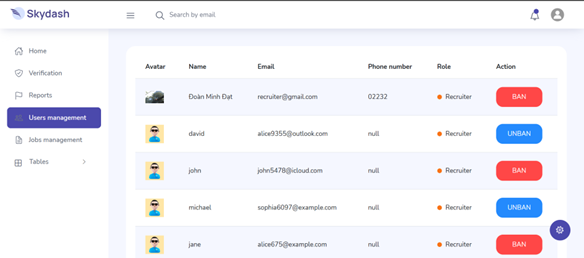 Skydash
Search by email
Home
Verification
Reports
Users management
Jobs management
Tables
Avatar Name Email Phone number Role Action
Đoàn Minh Đạt recruiter@gmail.com 02232 Recruiter BAN
david alice9355@outlook.com null Recruiter UNBAN
john john5478@icloud.com null Recruiter BAN
michael sophia6097@example.com null Recruiter UNBAN
jane alice675@example.com null Recruiter BAN